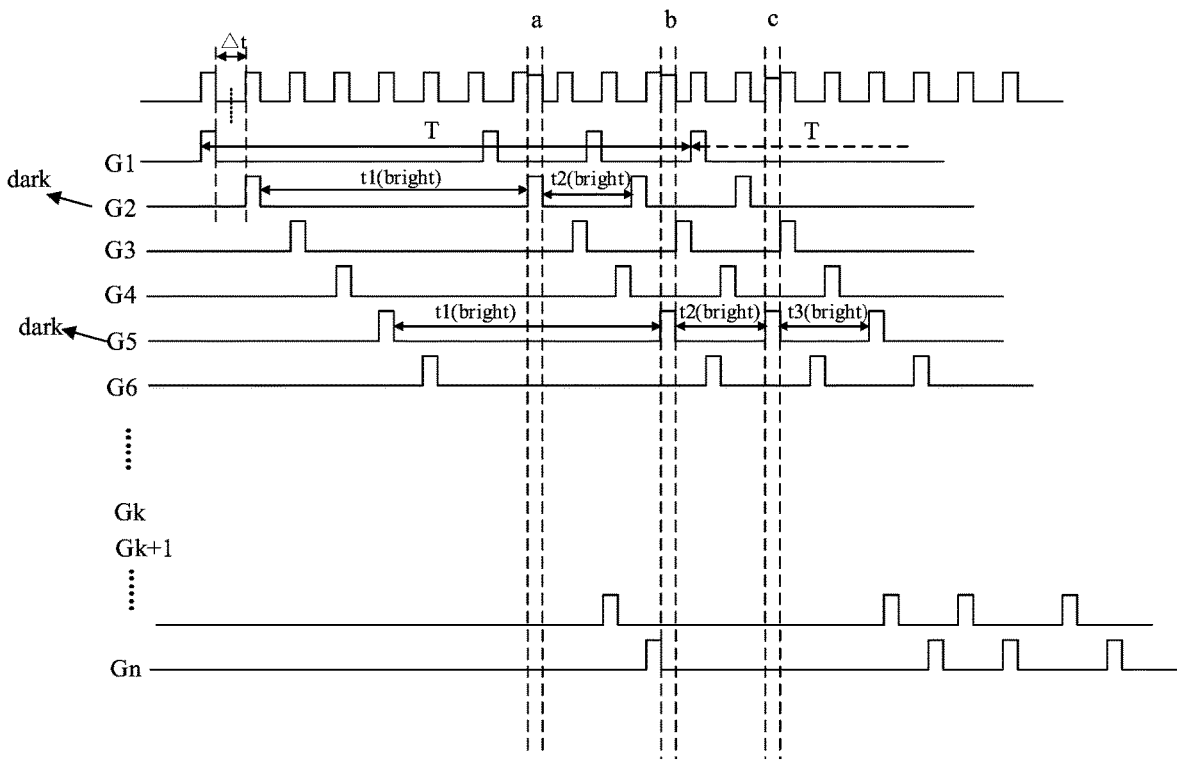 a b c
△t
T T
G1
dark t1(bright) t2(bright)
G2
G3
G4
dark t1(bright) t2(bright) t3(bright)
G5
G6
Gk
Gk+1
Gn